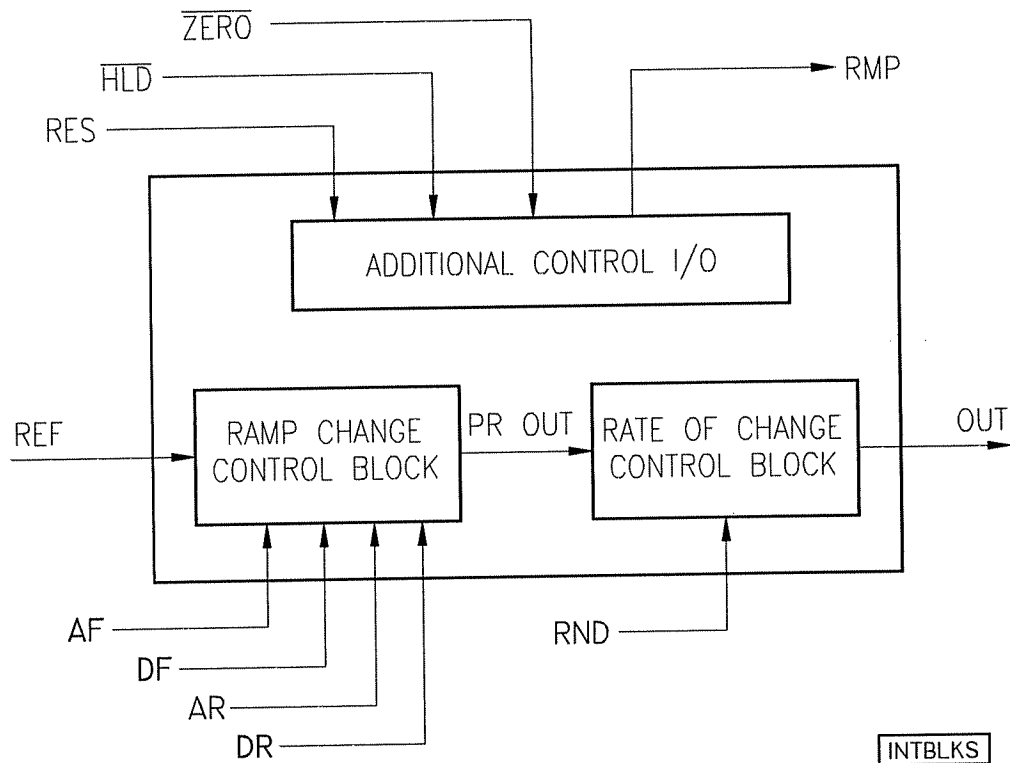 ZERO
HLD
RMP
RES
ADDITIONAL CONTROL I/O
REF
RAMP CHANGE
CONTROL BLOCK
PR OUT
RATE OF CHANGE
CONTROL BLOCK
OUT
AF
RND
DF
AR
DR
INTBLKS